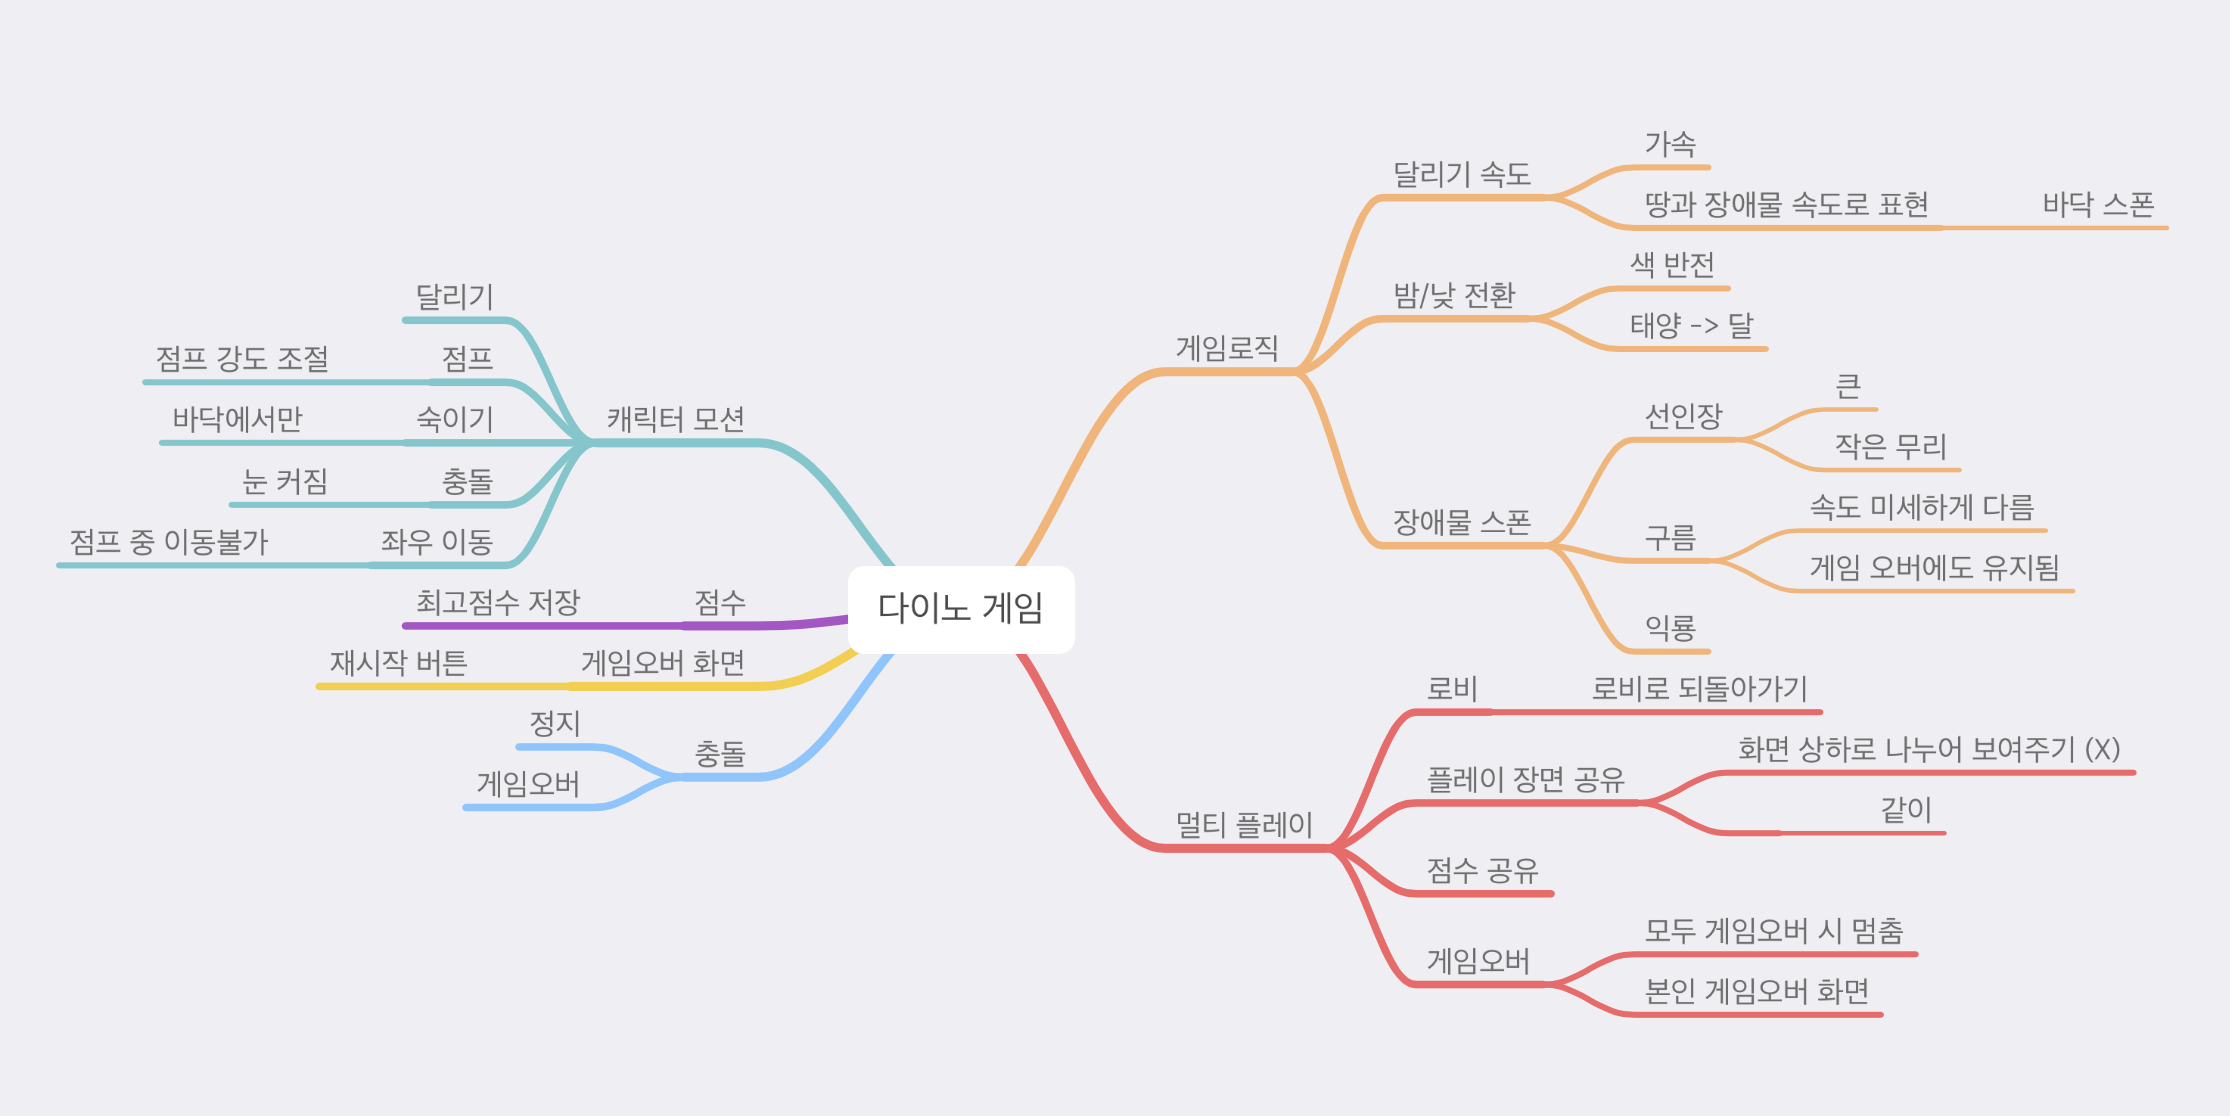 다이노 게임
캐릭터 모션
달리기
점프
점프 강도 조절
숙이기
바닥에서만
충돌
눈 커짐
좌우 이동
점프 중 이동불가
점수
최고점수 저장
게임오버 화면
재시작 버튼
충돌
정지
게임오버
게임로직
달리기 속도
가속
땅과 장애물 속도로 표현
바닥 스폰
밤/낮 전환
색 반전
태양 -> 달
장애물 스폰
선인장
큰
작은 무리
구름
속도 미세하게 다름
게임 오버에도 유지됨
익룡
멀티 플레이
로비
로비로 되돌아가기
플레이 장면 공유
화면 상하로 나누어 보여주기 (X)
같이
점수 공유
게임오버
모두 게임오버 시 멈춤
본인 게임오버 화면